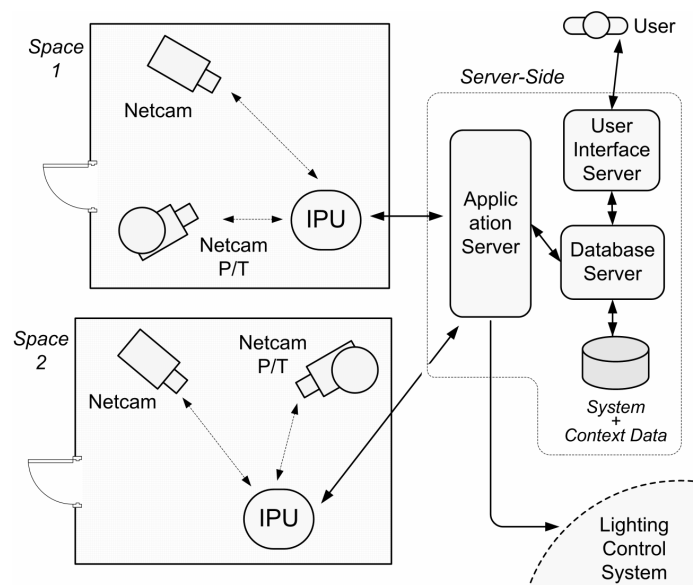 Space
1
Netcam
Netcam
P/T
IPU
User
Server-Side
User
Interface
Server
Applic
ation
Server
Database
Server
System
+
Context Data
Space
2
Netcam
Netcam
P/T
IPU
Lighting
Control
System